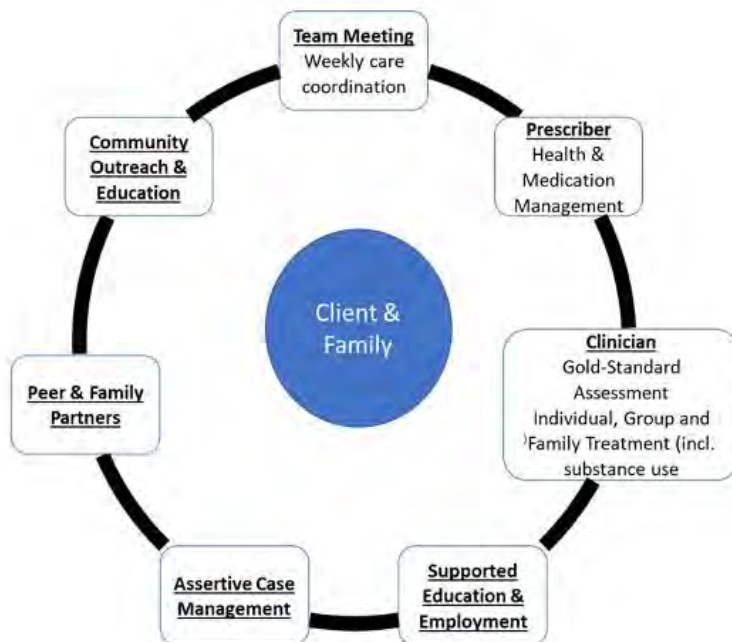 Team Meeting
Weekly care
coordination
Prescriber
Health &
Medication
Management
Clinician
Gold-Standard
Assessment
Individual, Group and
)Family Treatment (incl.
substance use
Supported
Education &
Employment
Assertive Case
Management
Peer & Family
Partners
Community
Outreach &
Education
Client &
Family